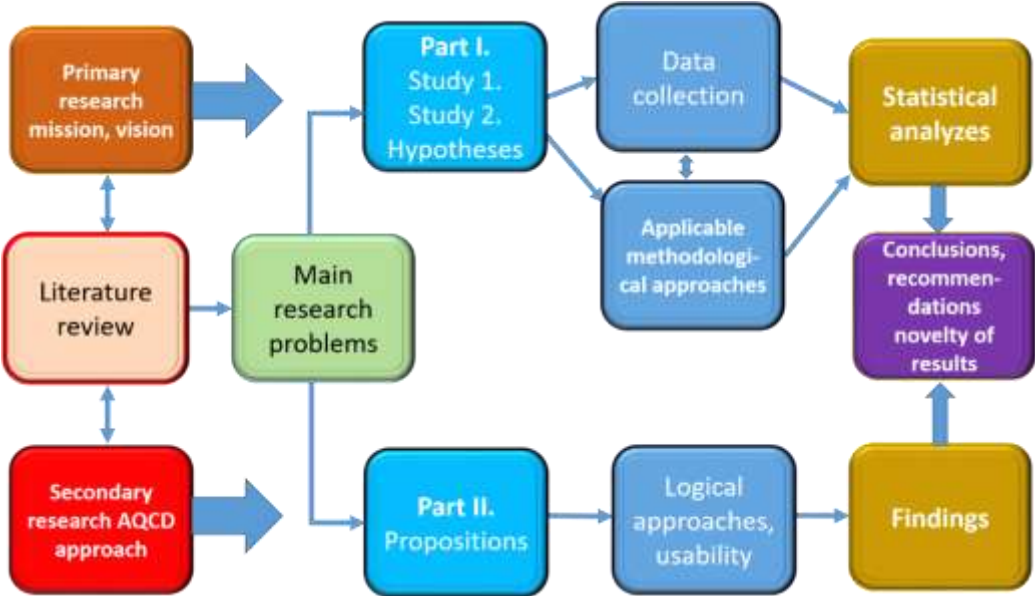 Primary
research
mission, vision
Literature
review
Secondary
research AQCD
approach
Main
research
problems
Part I.
Study 1.
Study 2.
Hypotheses
Data
collection
Applicable
methodologi-
cal approaches
Statistical
analyzes
Conclusions,
recommen-
dations
novelty of
results
Part II.
Propositions
Logical
approaches,
usability
Findings